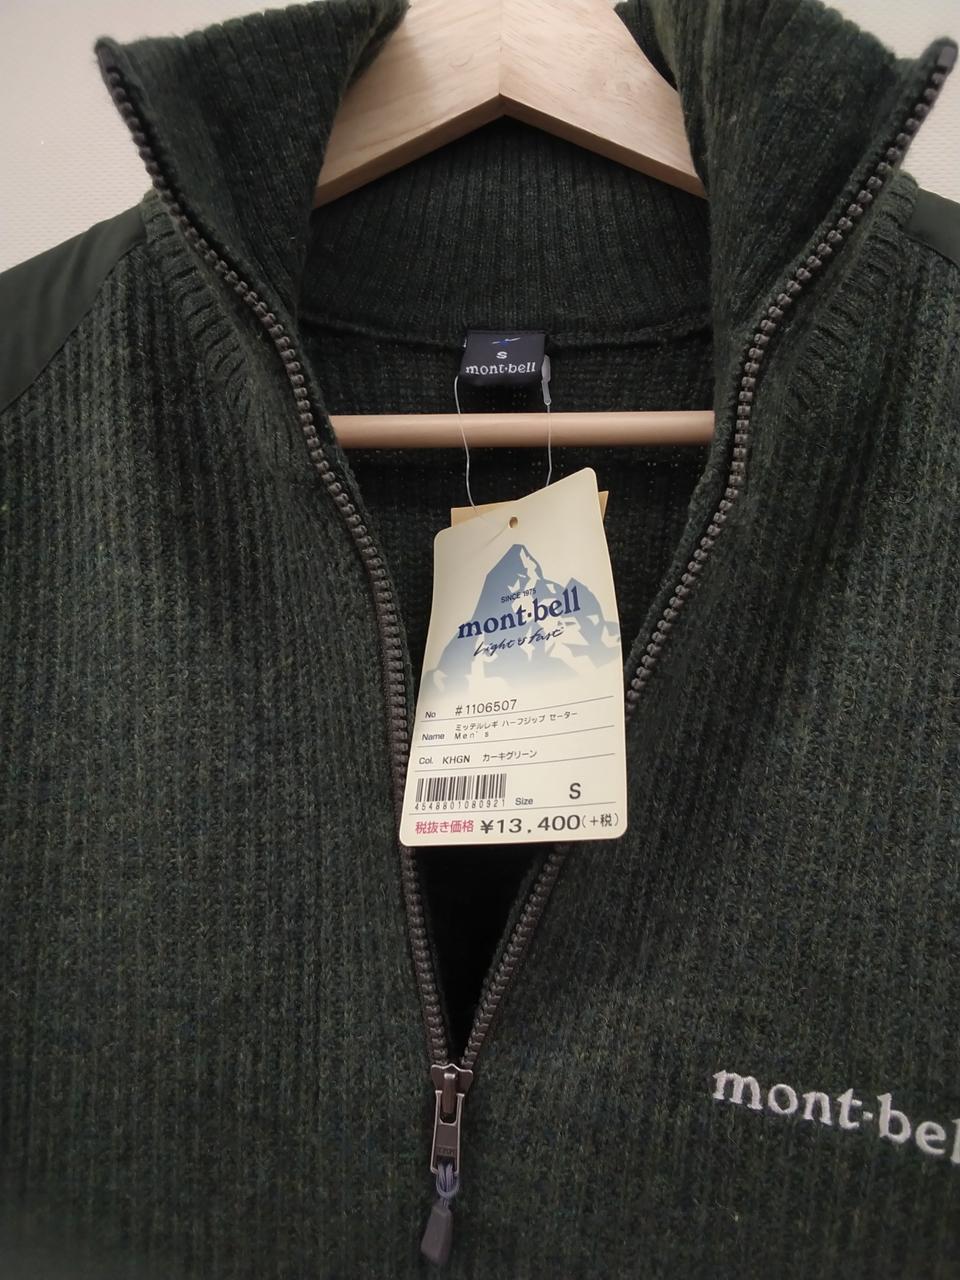 S
mont·bell
SINCE 1975
mont·bell
Light & fast
No #1106507
Name ミッテルレギ ハーフジップ セーター
Men's
Col. KHGN カーキグリーン
4548801080921 Size S
税抜き価格 ¥13,400(+税)
mont·bel